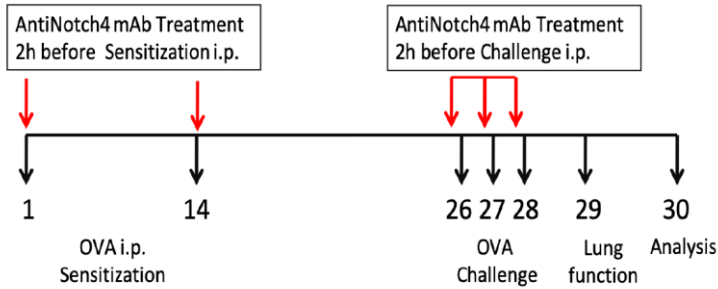 AntiNotch4 mAb Treatment
2h before Sensitization i.p.
AntiNotch4 mAb Treatment
2h before Challenge i.p.
1
14
26
27
28
29
30
OVA i.p.
Sensitization
OVA
Challenge
Lung
function
Analysis